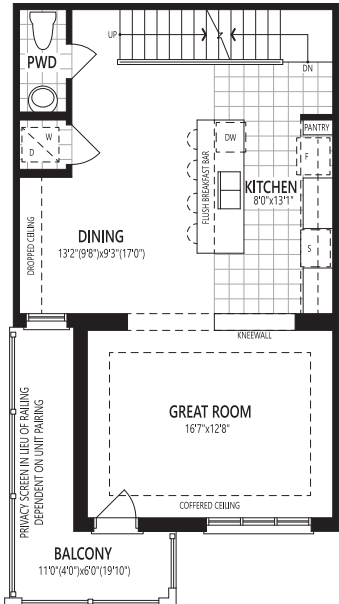 UP
DN
PWD
W
D
DW
PANTRY
F
FLUSH BREAKFAST BAR
KITCHEN
8'0"x13'1"
S
DINING
13'2"(9'8")x9'3"(17'0")
DROPPED CEILING
KNEEWALL
GREAT ROOM
16'7"x12'8"
COFFERED CEILING
PRIVACY SCREEN IN LIEU OF RAILING
DEPENDENT ON UNIT PAIRING
BALCONY
11'0"(4'0")x6'0"(19'10")